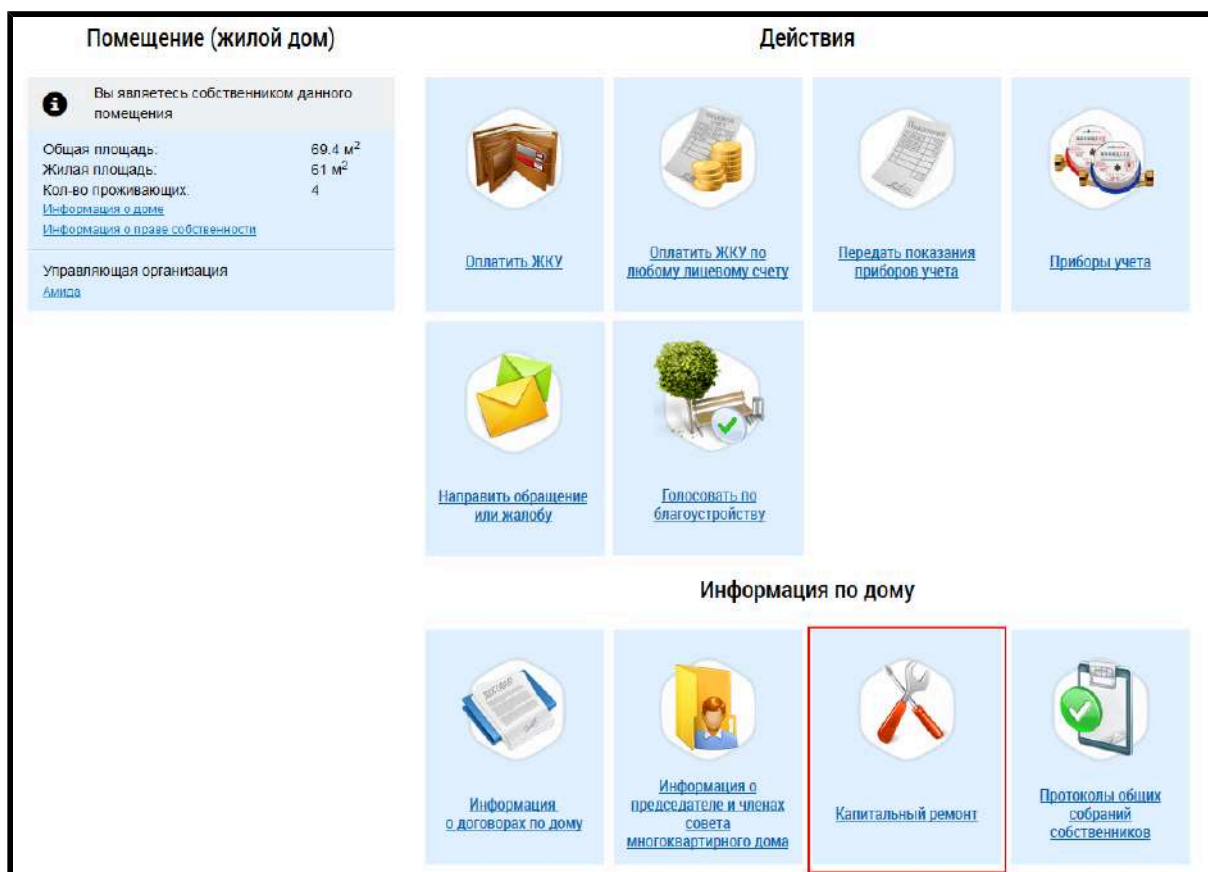 Помещение (жилой дом)
Вы являетесь собственником данного
помещения
Общая площадь: 69.4 м²
Жилая площадь: 61 м²
Кол-во проживающих: 4
Информация о доме
Информация о праве собственности
Управляющая организация
Амида
Действия
Оплатить ЖКУ
Оплатить ЖКУ по
любому лицевому счету
Передать показания
приборов учета
Приборы учета
Направить обращение
или жалобу
Голосовать по
благоустройству
Информация по дому
ДОГОВОР
Информация
о договорах по дому
Информация о
председателе и членах
совета
многоквартирного дома
Капитальный ремонт
Протоколы общих
собраний
собственников